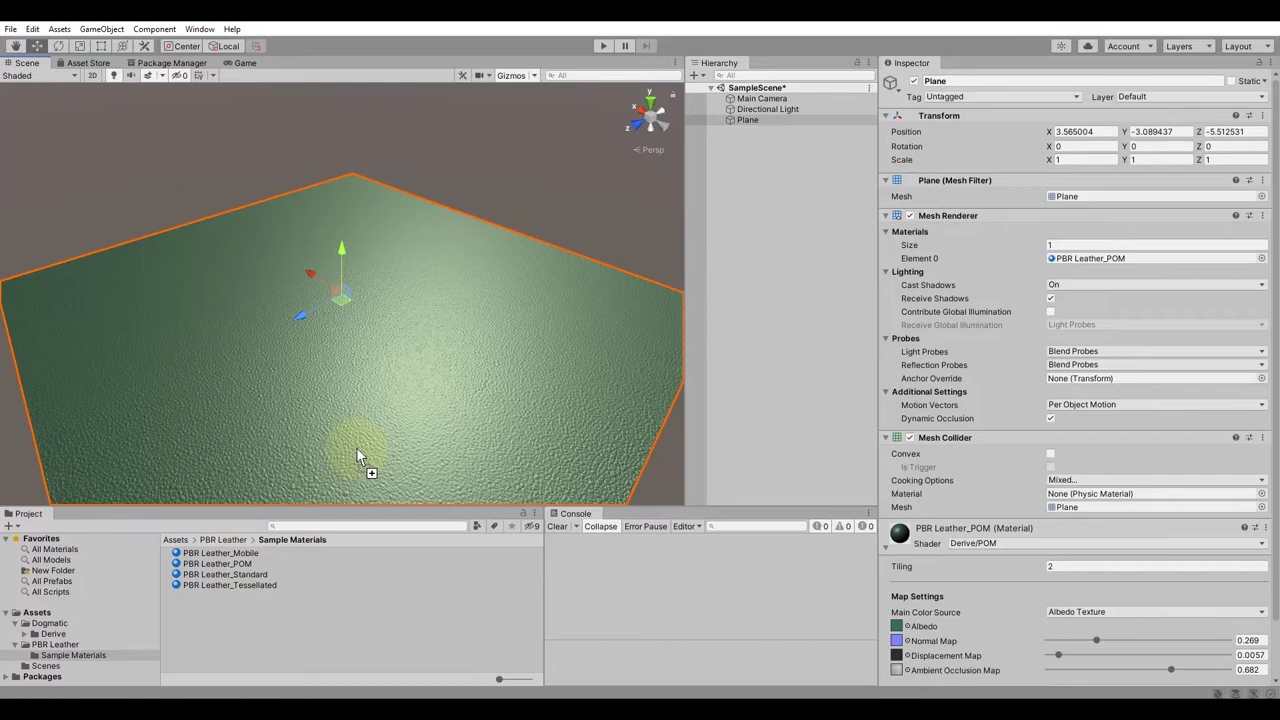 File Edit Assets GameObject Component Window Help
Center Local Account Layers Layout
Scene Asset Store Package Manager Game
Shaded 2D 0 Gizmos All
y
x
z
Persp
Hierarchy
All
SampleScene*
Main Camera
Directional Light
Plane
Inspector
Plane Static
Tag Untagged Layer Default
Transform
Position X 3.565004 Y -3.089437 Z -5.512531
Rotation X 0 Y 0 Z 0
Scale X 1 Y 1 Z 1
Plane (Mesh Filter)
Mesh Plane
Mesh Renderer
Materials
Size 1
Element 0 PBR Leather_POM
Lighting
Cast Shadows On
Receive Shadows
Contribute Global Illumination
Receive Global Illumination Light Probes
Probes
Light Probes Blend Probes
Reflection Probes Blend Probes
Anchor Override None (Transform)
Additional Settings
Motion Vectors Per Object Motion
Dynamic Occlusion
Mesh Collider
Convex
Is Trigger
Cooking Options Mixed...
Material None (Physic Material)
Mesh Plane
PBR Leather_POM (Material)
Shader Derive/POM
Tiling 2
Map Settings
Main Color Source Albedo Texture
Albedo
Normal Map 0.269
Displacement Map 0.0057
Ambient Occlusion Map 0.682
Project
9
Favorites
All Materials
All Models
New Folder
All Prefabs
All Scripts
Assets
Dogmatic
Derive
PBR Leather
Sample Materials
Scenes
Packages
Assets PBR Leather Sample Materials
PBR Leather_Mobile
PBR Leather_POM
PBR Leather_Standard
PBR Leather_Tessellated
Console
Clear Collapse Error Pause Editor 0 0 0